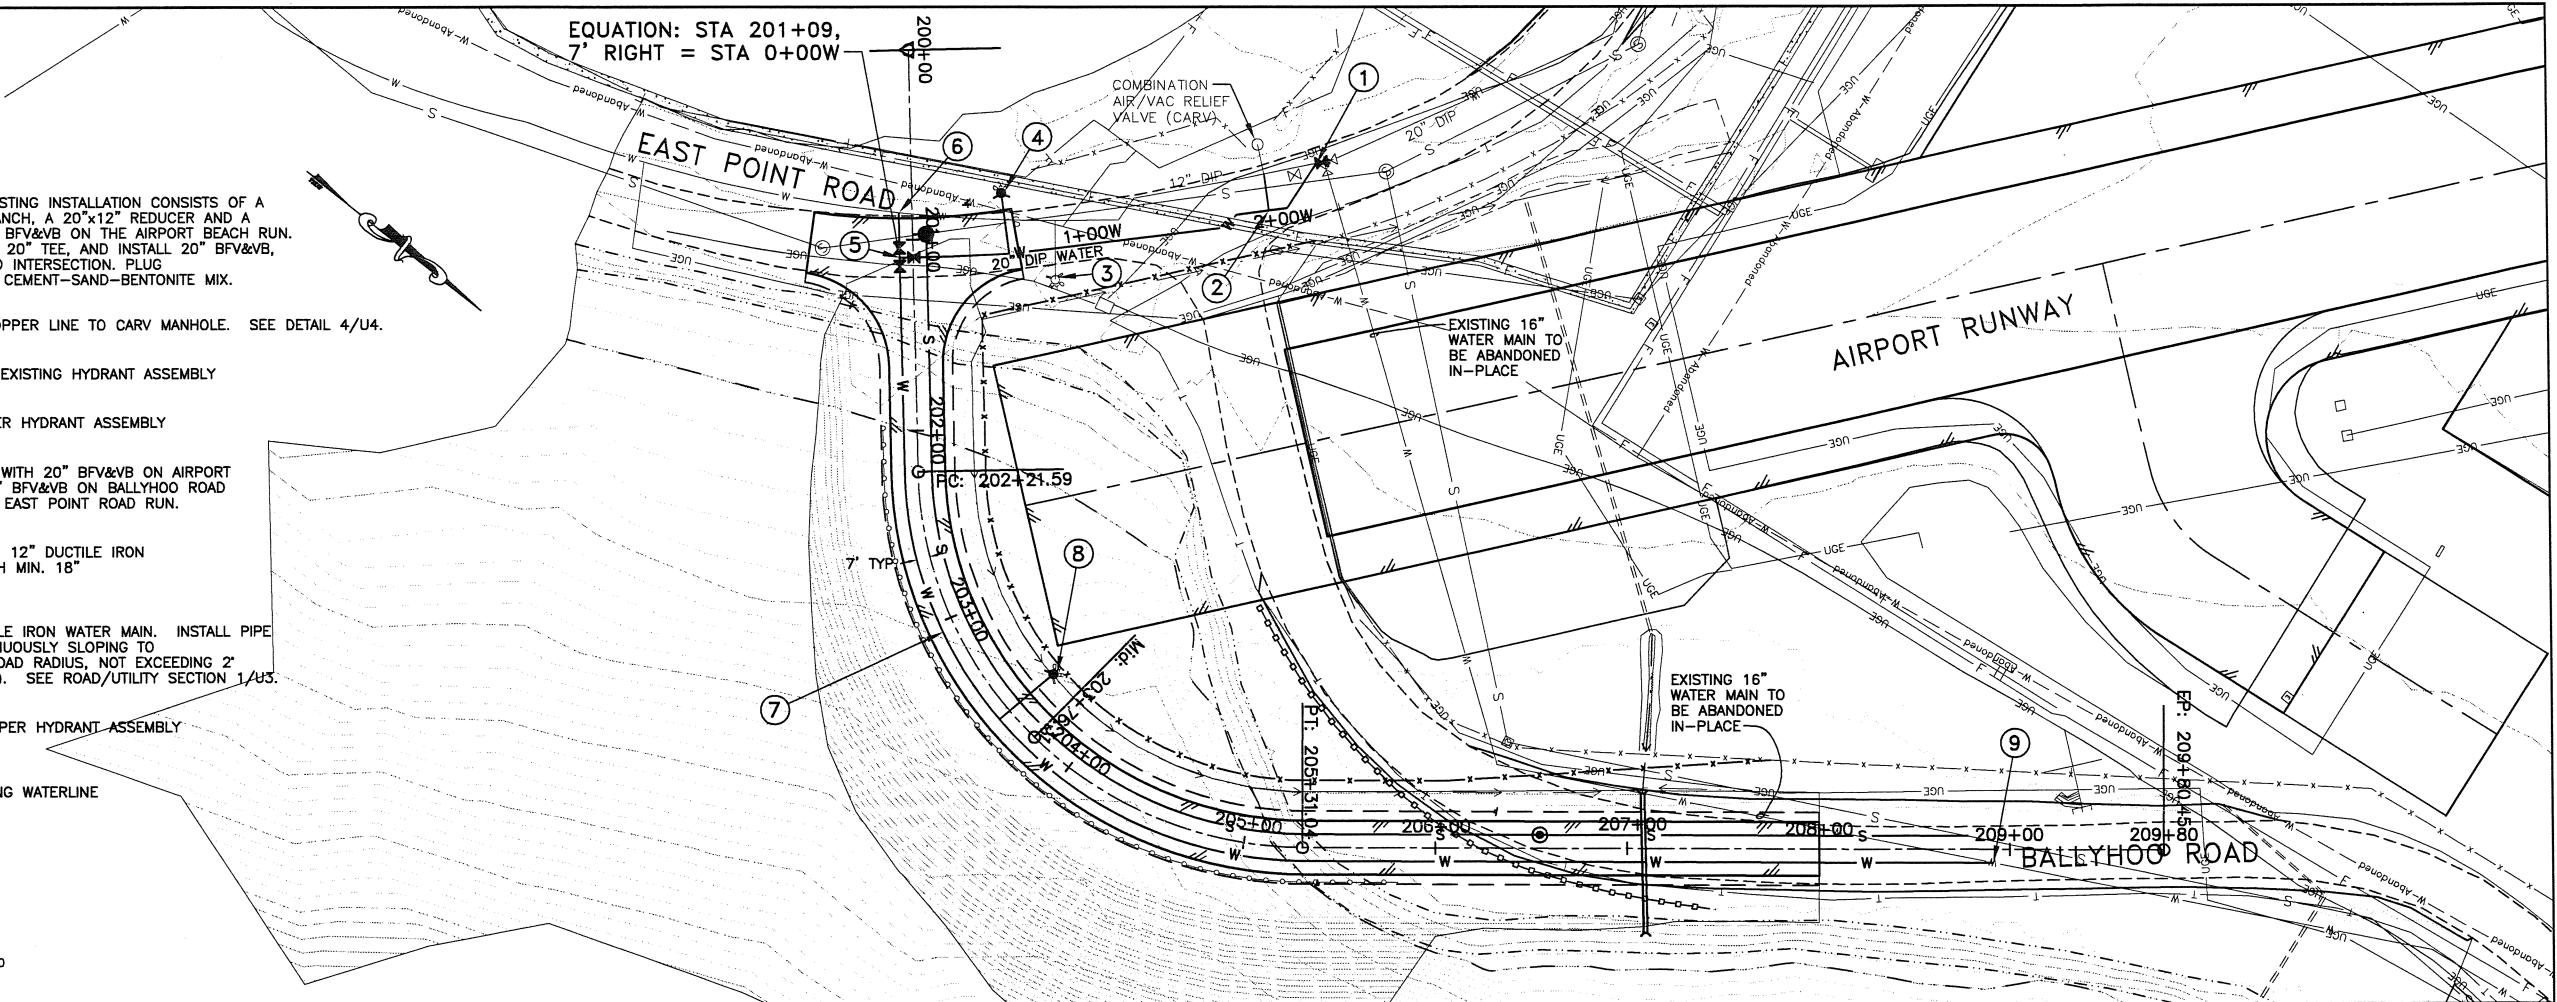 EQUATION: STA 201+09,
7' RIGHT = STA 0+00W
200+00
COMBINATION
AIR/VAC RELIEF
VALVE (CARV)
1
4
6
EAST POINT ROAD
12" DIP
20" DIP
STING INSTALLATION CONSISTS OF A
ANCH, A 20"x12" REDUCER AND A
BFV&VB ON THE AIRPORT BEACH RUN.
20" TEE, AND INSTALL 20" BFV&VB,
INTERSECTION. PLUG
CEMENT-SAND-BENTONITE MIX.
OPPER LINE TO CARV MANHOLE. SEE DETAIL 4/U4.
EXISTING HYDRANT ASSEMBLY
ER HYDRANT ASSEMBLY
WITH 20" BFV&VB ON AIRPORT
BFV&VB ON BALLYHOO ROAD
EAST POINT ROAD RUN.
12" DUCTILE IRON
H MIN. 18"
LE IRON WATER MAIN. INSTALL PIPE
NUOUSLY SLOPING TO
OAD RADIUS, NOT EXCEEDING 2°
). SEE ROAD/UTILITY SECTION 1/U3.
PER HYDRANT ASSEMBLY
NG WATERLINE
5
201+00
1+00W
2+00W
20" DIP WATER
3
2
EXISTING 16"
WATER MAIN TO
BE ABANDONED
IN-PLACE
AIRPORT RUNWAY
202+00
PC: 202+21.59
7' TYP
8
203+00
7
Mid:
204+00
EXISTING 16"
WATER MAIN TO
BE ABANDONED
IN-PLACE
PT: 205+31.04
9
EP: 209+80.45
205+00
206+00
207+00
208+00
209+00
209+80
BALLYHOO ROAD
W-Abandoned
UGE